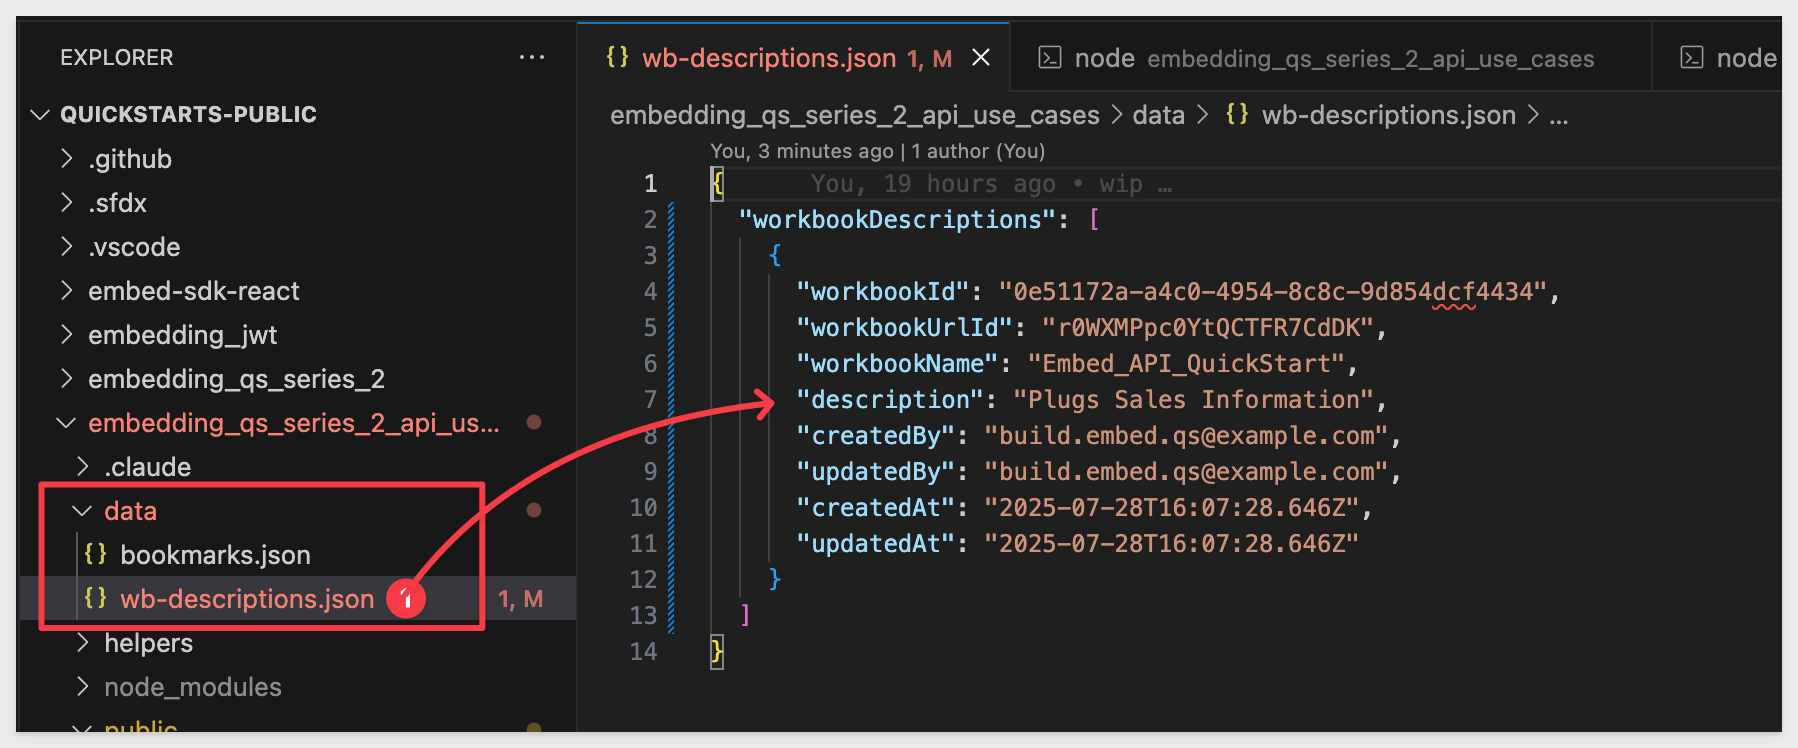 EXPLORER
QUICKSTARTS-PUBLIC
.github
.sfdx
.vscode
embed-sdk-react
embedding_jwt
embedding_qs_series_2
embedding_qs_series_2_api_us...
.claude
data
{} bookmarks.json
{} wb-descriptions.json 1 1, M
helpers
node_modules
public
{} wb-descriptions.json 1, M
node embedding_qs_series_2_api_use_cases
node
embedding_qs_series_2_api_use_cases > data > {} wb-descriptions.json > ...
You, 3 minutes ago | 1 author (You)
1 { You, 19 hours ago • wip …
2 "workbookDescriptions": [
3 {
4 "workbookId": "0e51172a-a4c0-4954-8c8c-9d854dcf4434",
5 "workbookUrlId": "r0WXMPpc0YtQCTFR7CdDK",
6 "workbookName": "Embed_API_QuickStart",
7 "description": "Plugs Sales Information",
8 "createdBy": "build.embed.qs@example.com",
9 "updatedBy": "build.embed.qs@example.com",
10 "createdAt": "2025-07-28T16:07:28.646Z",
11 "updatedAt": "2025-07-28T16:07:28.646Z"
12 }
13 ]
14 }